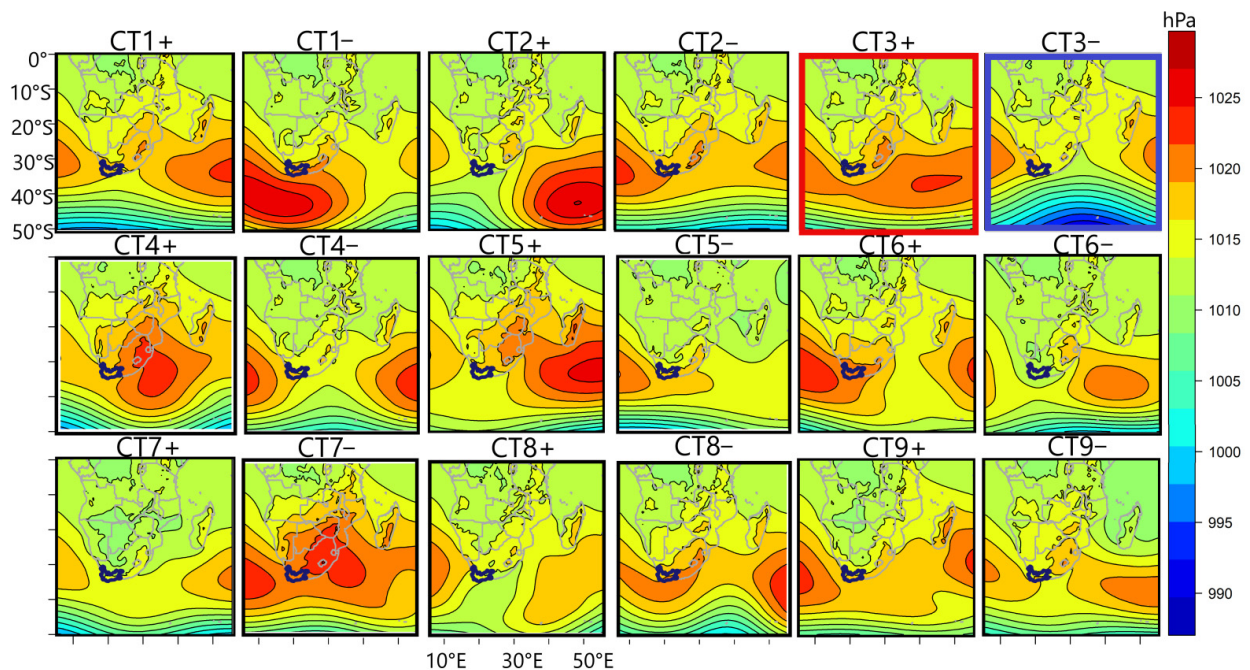 hPa
CT1+ CT1− CT2+ CT2− CT3+ CT3−
0°
10°S
20°S
30°S
40°S
50°S
CT4+ CT4− CT5+ CT5− CT6+ CT6−
CT7+ CT7− CT8+ CT8− CT9+ CT9−
10°E 30°E 50°E
1025
1020
1015
1010
1005
1000
995
990